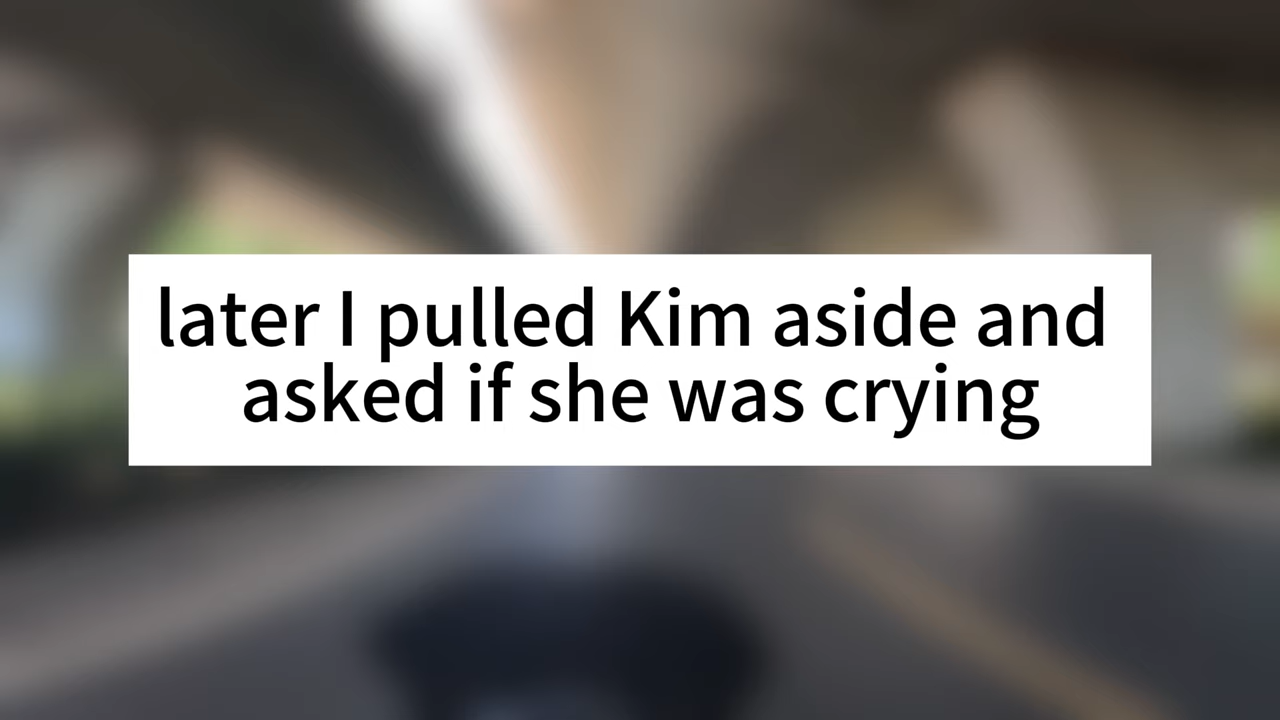 later I pulled Kim aside and
asked if she was crying